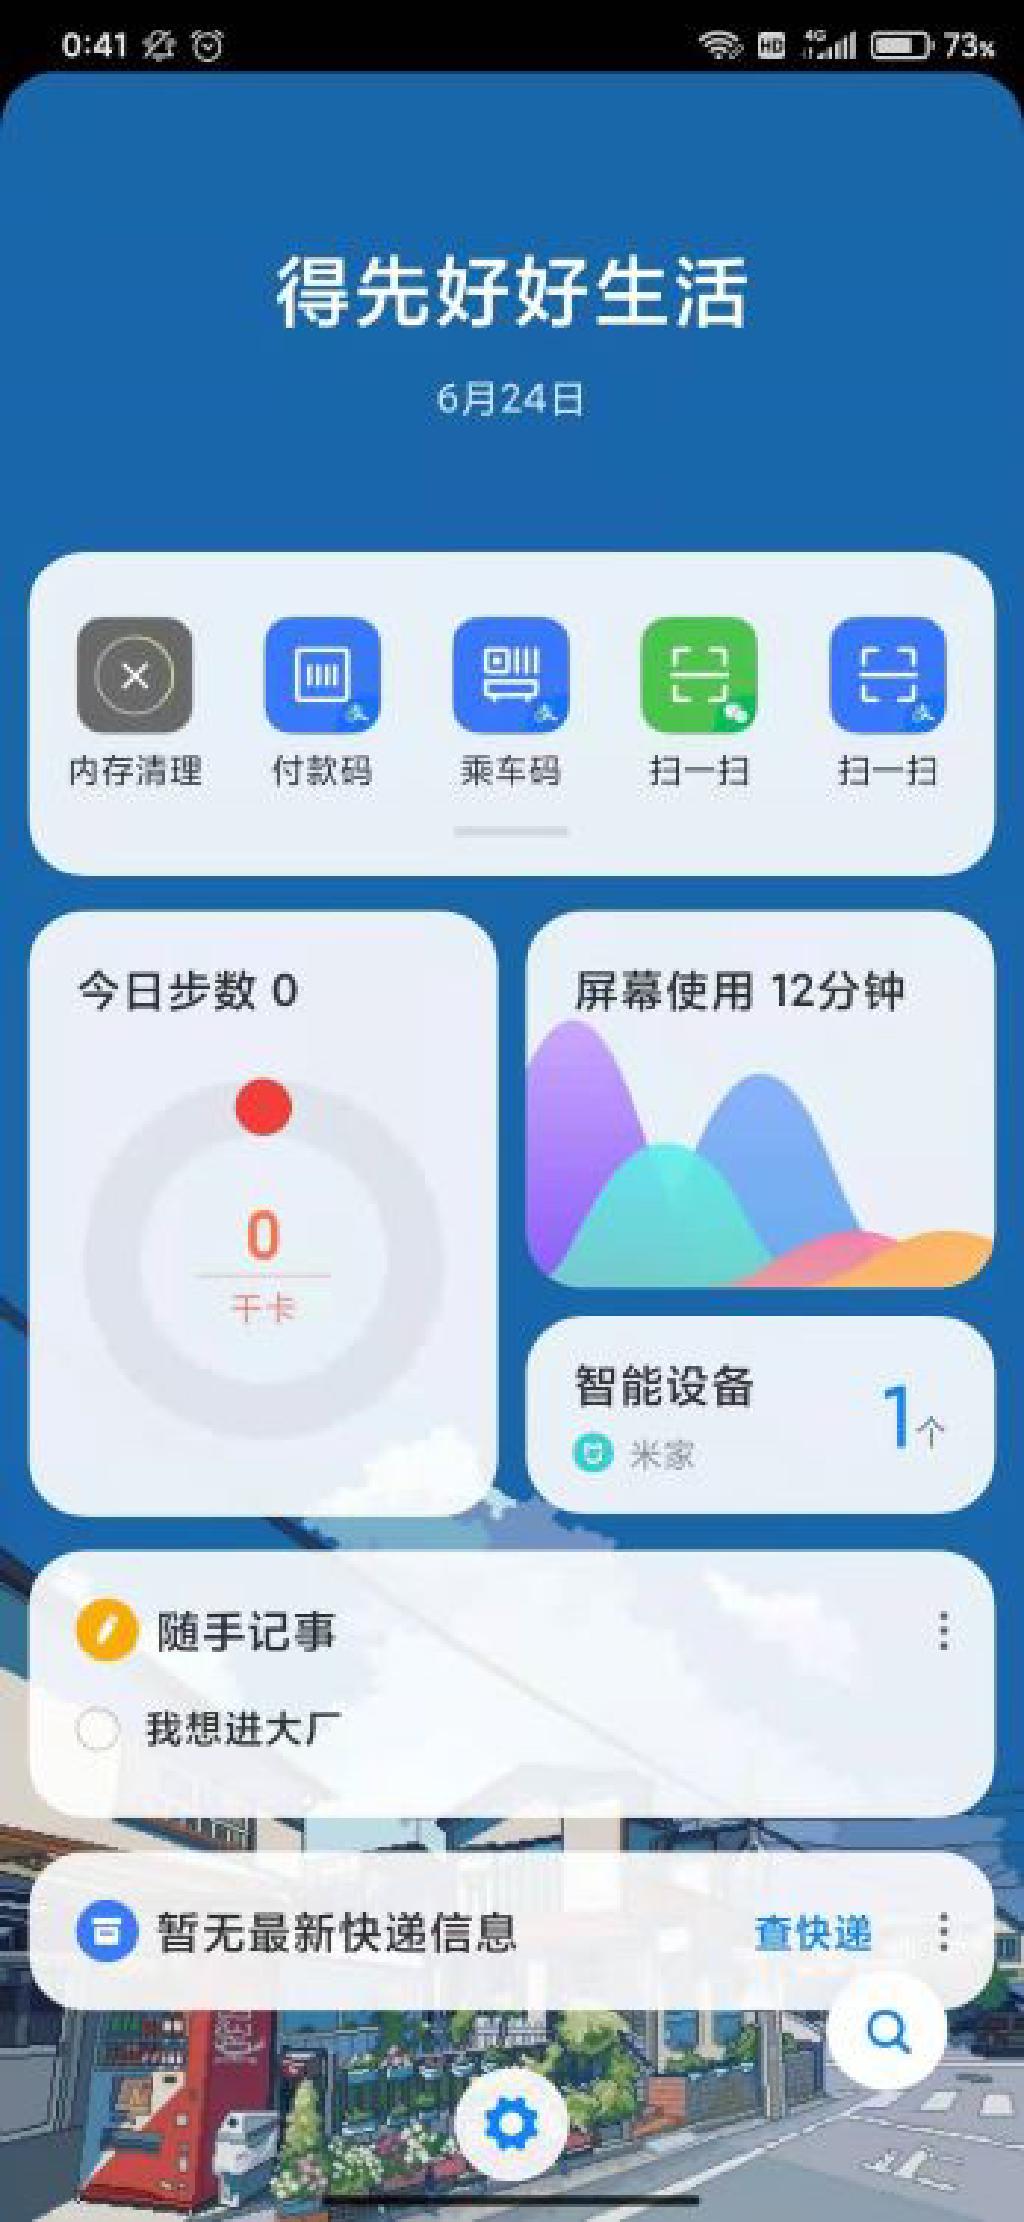 0:41 HD 4G 73%
得先好好生活
6月24日
内存清理 付款码 乘车码 扫一扫 扫一扫
今日步数 0
屏幕使用 12分钟
0
千卡
智能设备
1个
米家
随手记事
我想进大厂
暂无最新快递信息 查快递